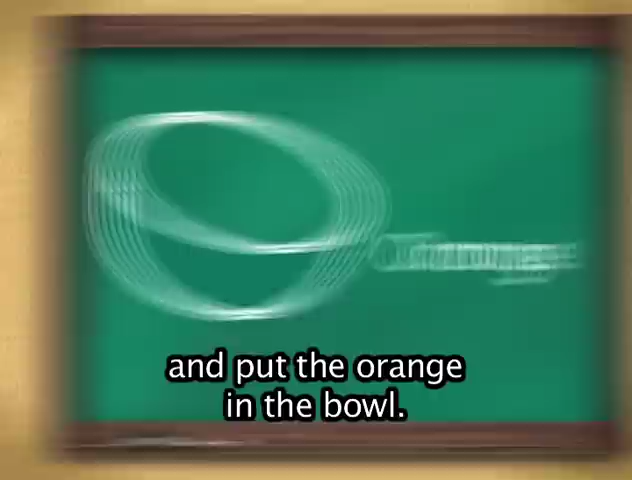 and put the orange
in the bowl.